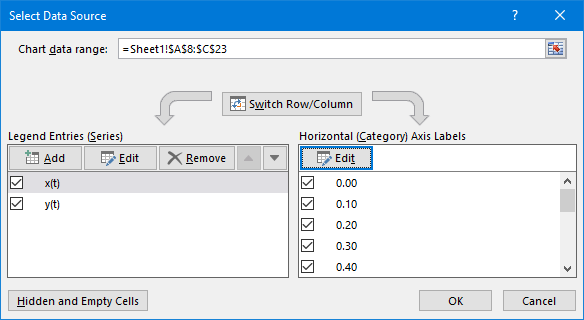 Select Data Source
?
Chart data range: =Sheet1!$A$8:$C$23
Switch Row/Column
Legend Entries (Series)
Add Edit Remove
x(t)
y(t)
Horizontal (Category) Axis Labels
Edit
0.00
0.10
0.20
0.30
0.40
Hidden and Empty Cells
OK Cancel